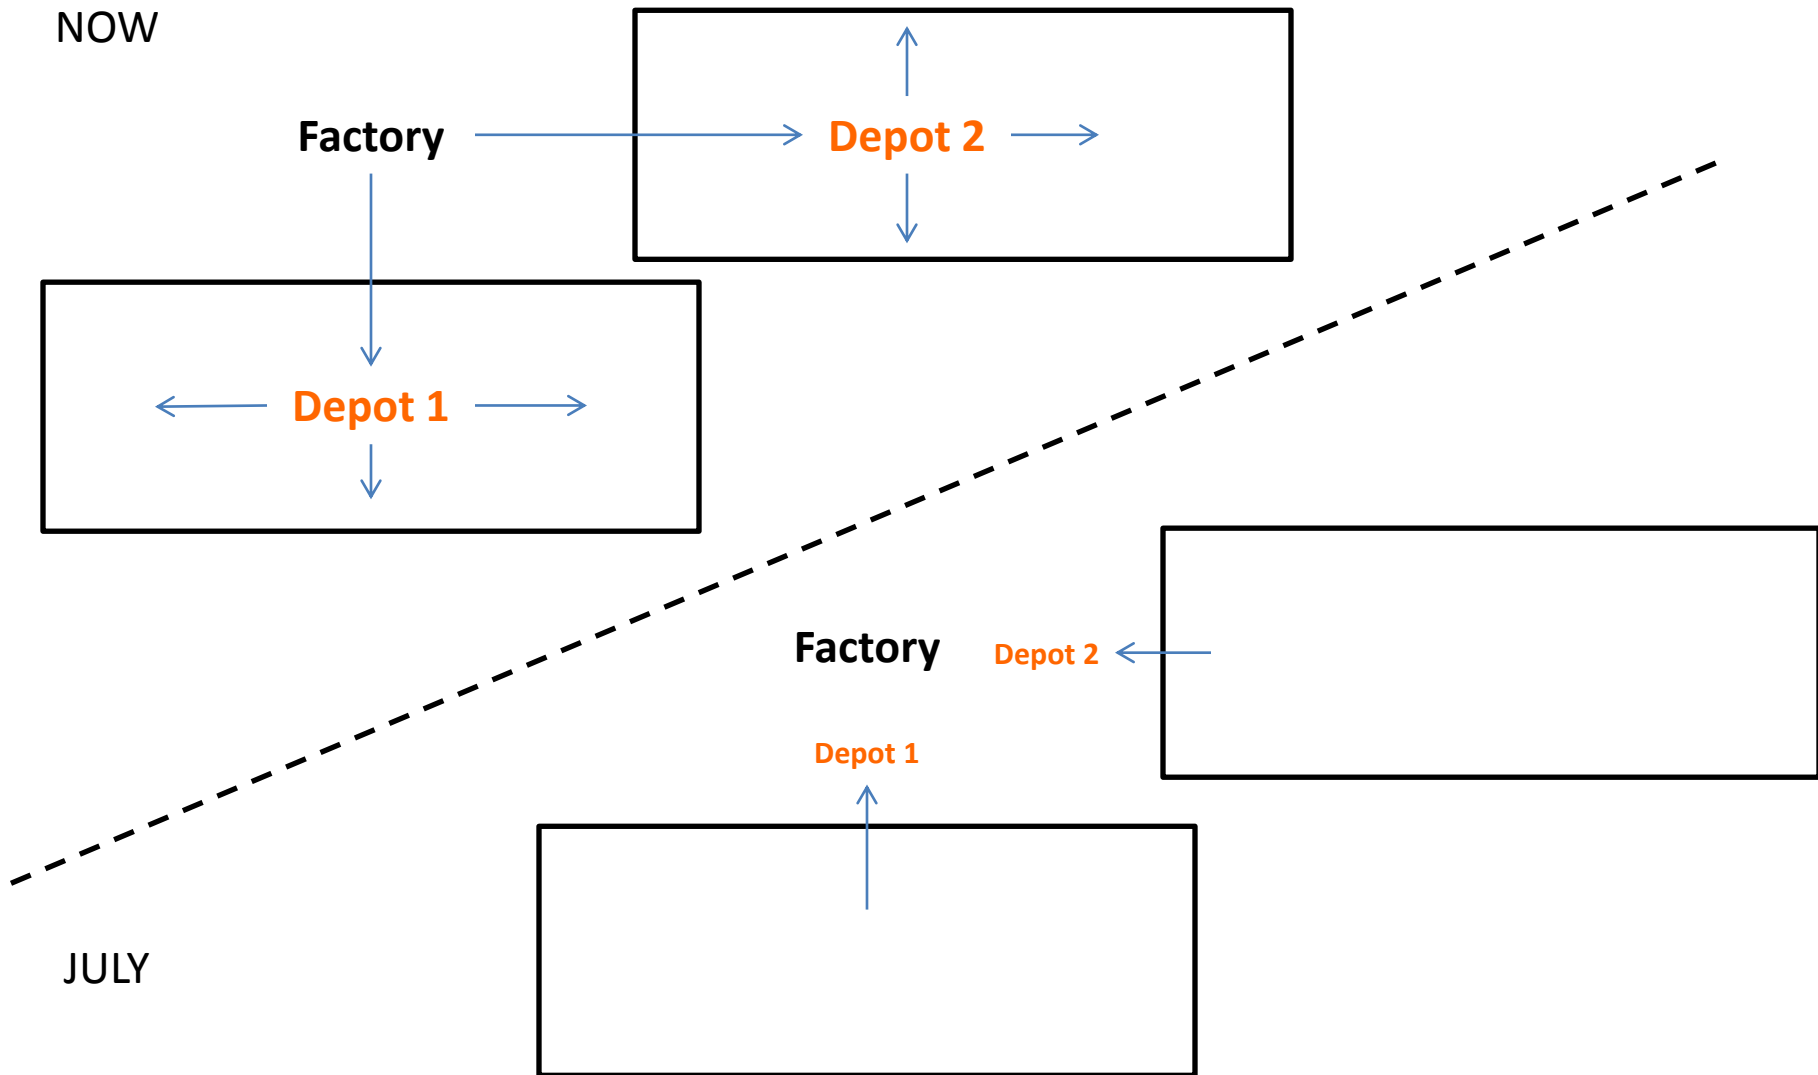 NOW
Factory
Depot 2
Depot 1
Factory
Depot 2
Depot 1
JULY